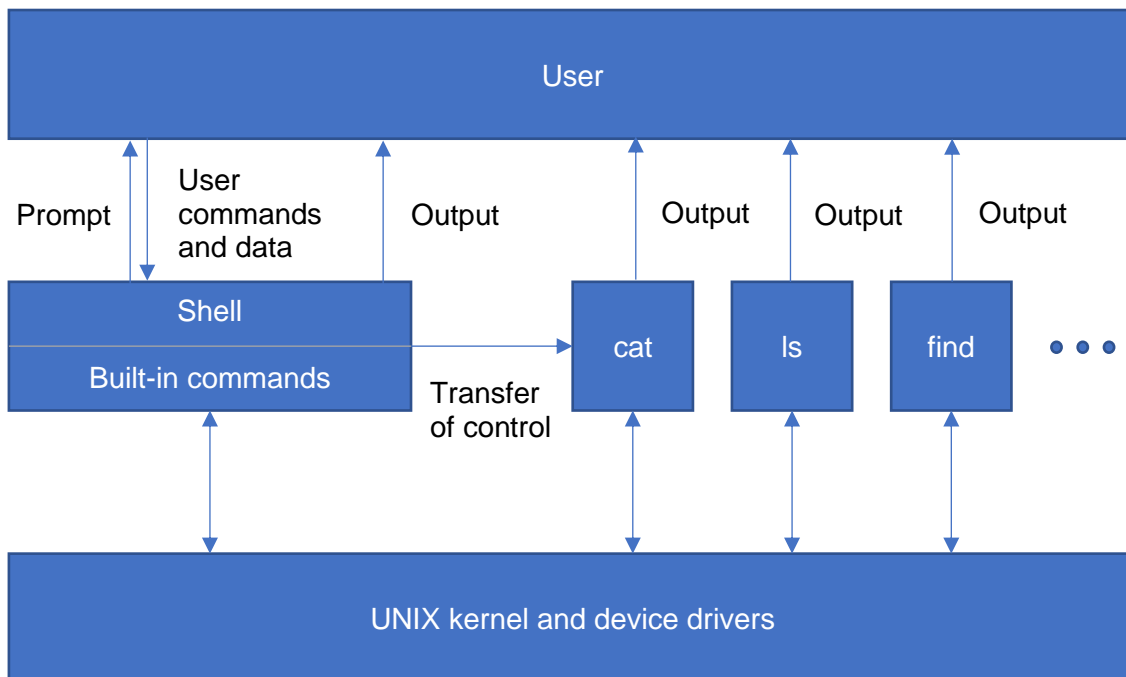 User
Prompt
User
commands
and data
Output
Output
Output
Output
Shell
Built-in commands
Transfer
of control
cat
ls
find
UNIX kernel and device drivers